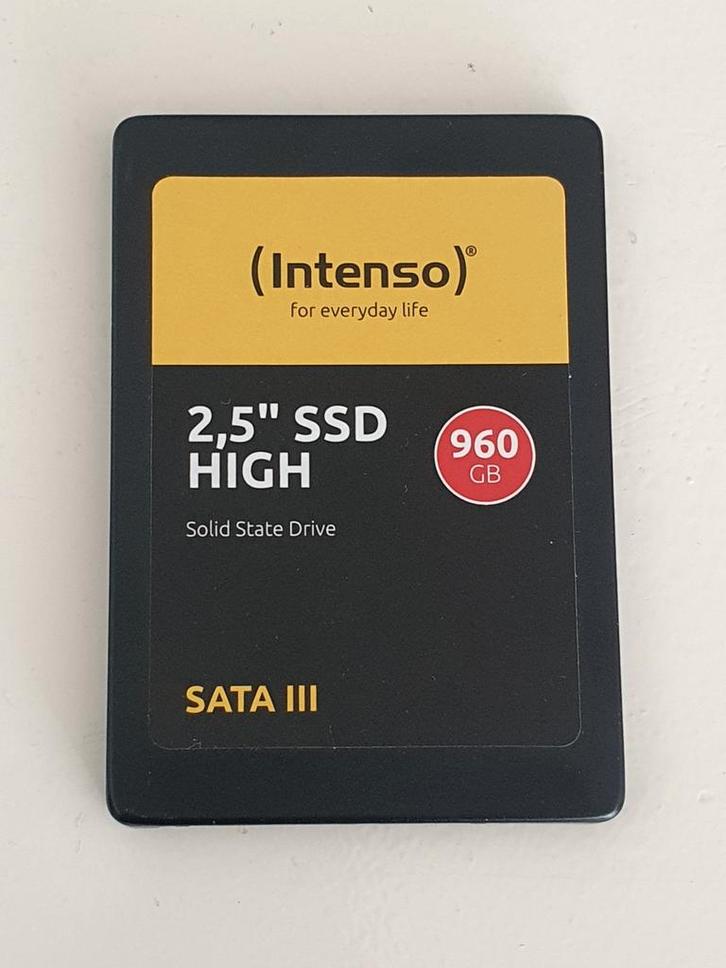 (Intenso)®
for everyday life
2,5" SSD
HIGH
960
GB
Solid State Drive
SATA III